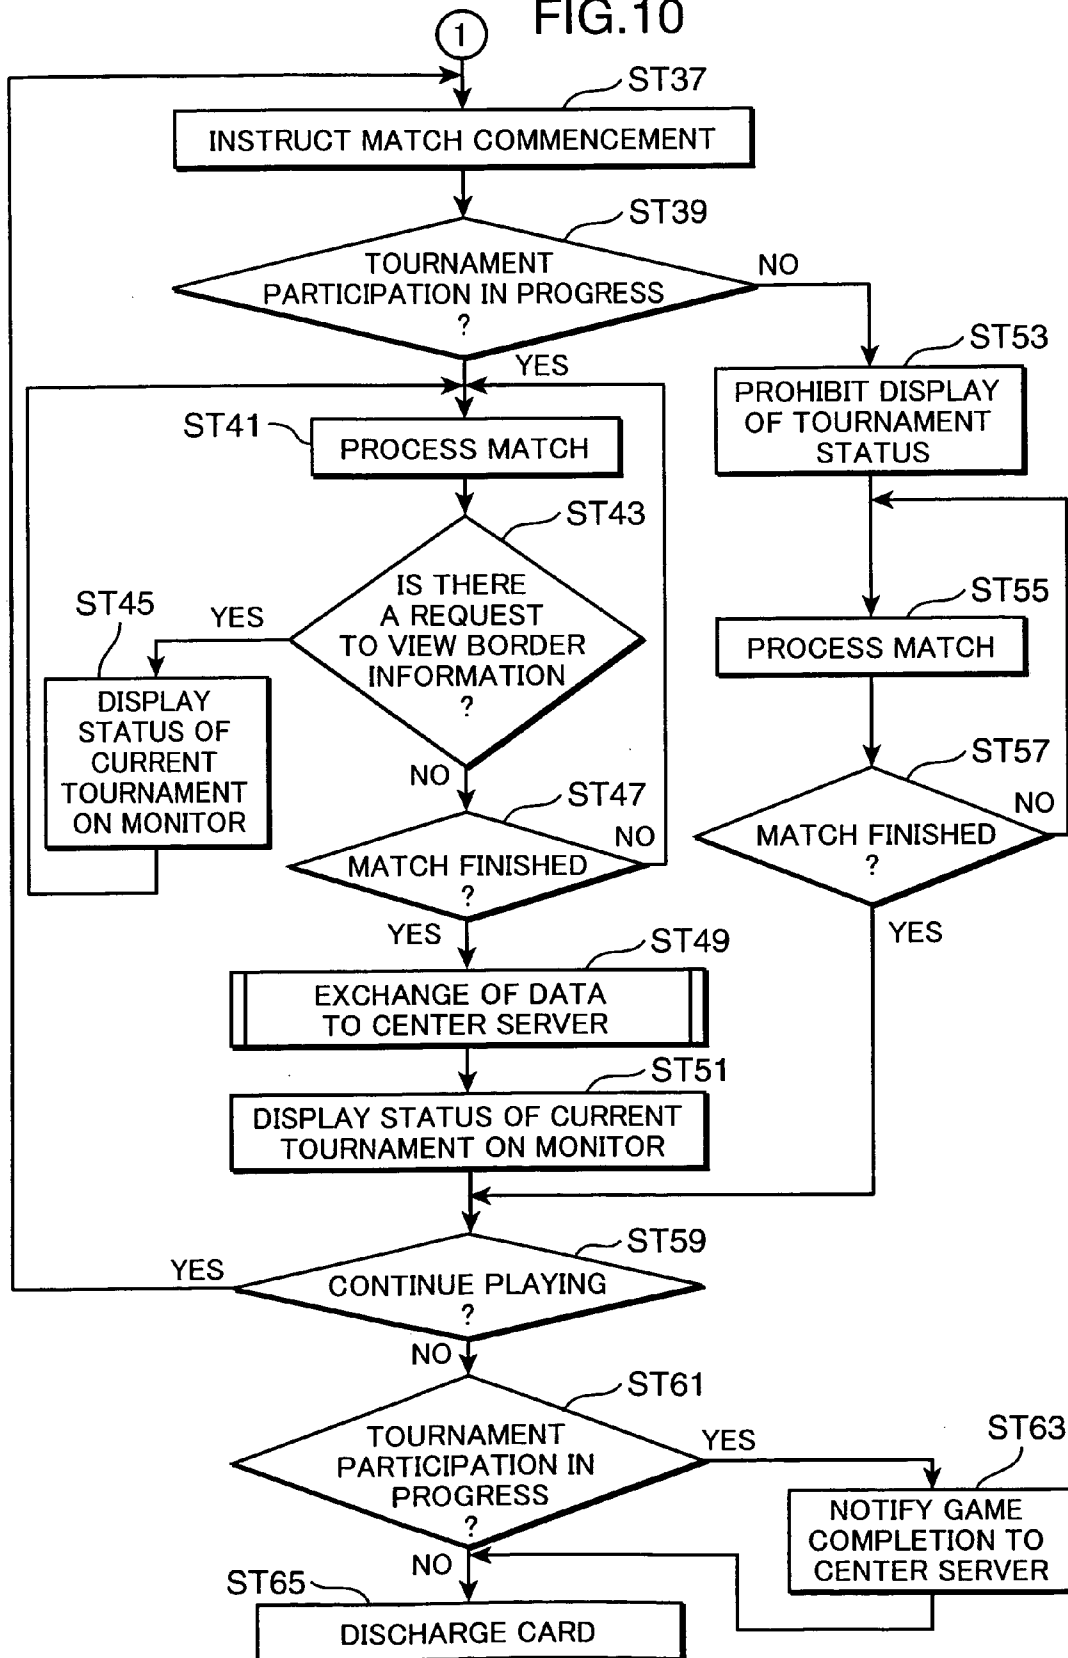 FIG.10
1
ST37
INSTRUCT MATCH COMMENCEMENT
ST39
TOURNAMENT
PARTICIPATION IN PROGRESS
?
NO
YES
ST53
PROHIBIT DISPLAY
OF TOURNAMENT
STATUS
ST41
PROCESS MATCH
ST43
IS THERE
A REQUEST
TO VIEW BORDER
INFORMATION
?
YES
NO
ST45
DISPLAY
STATUS OF
CURRENT
TOURNAMENT
ON MONITOR
ST55
PROCESS MATCH
ST57
MATCH FINISHED
?
NO
YES
ST47
MATCH FINISHED
?
NO
YES
ST49
EXCHANGE OF DATA
TO CENTER SERVER
ST51
DISPLAY STATUS OF CURRENT
TOURNAMENT ON MONITOR
ST59
CONTINUE PLAYING
?
YES
NO
ST61
TOURNAMENT
PARTICIPATION IN
PROGRESS
?
YES
NO
ST63
NOTIFY GAME
COMPLETION TO
CENTER SERVER
ST65
DISCHARGE CARD